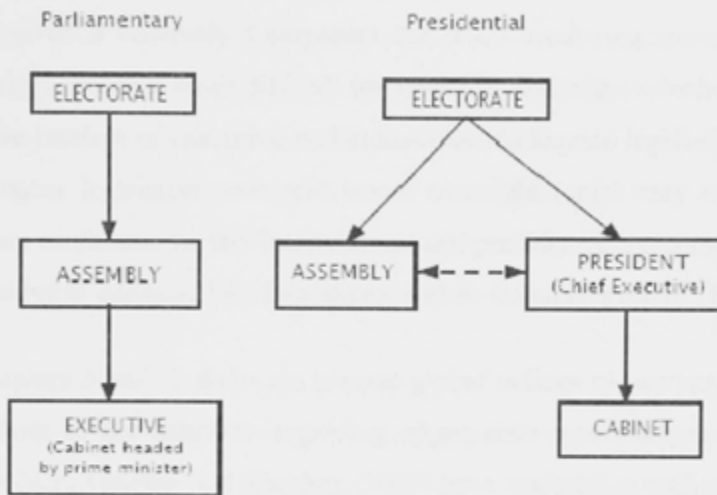 Parliamentary
ELECTORATE
ASSEMBLY
EXECUTIVE
(Cabinet headed
by prime minister)
Presidential
ELECTORATE
ASSEMBLY
PRESIDENT
(Chief Executive)
CABINET